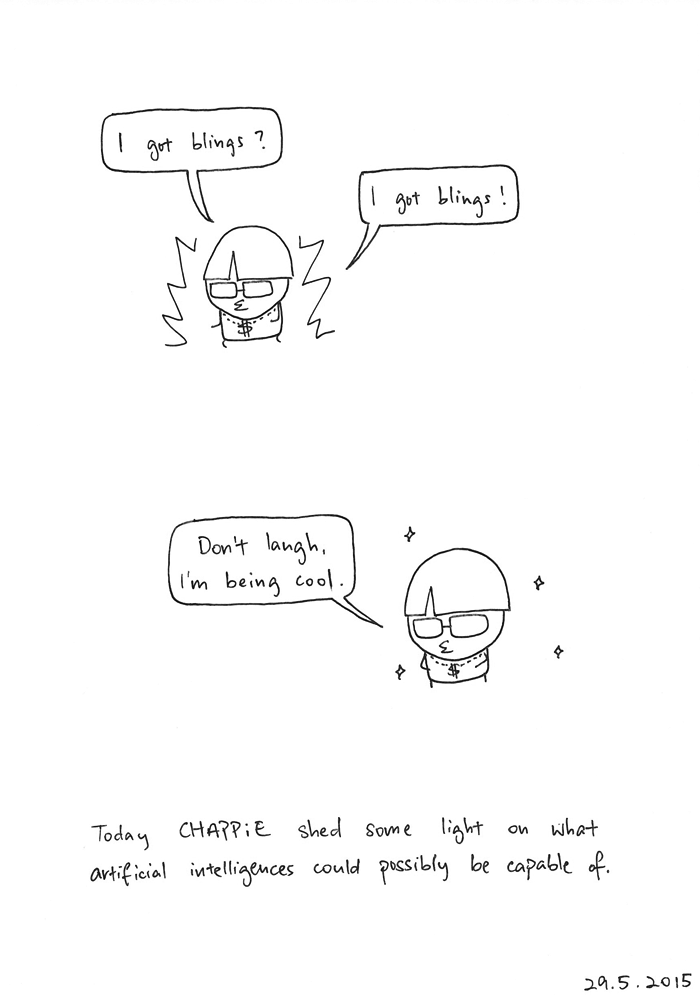 I got blings?
I got blings!
$
Don't laugh,
I'm being cool.
$
Today CHAPPiE shed some light on what
artificial intelligences could possibly be capable of.
29.5.2015